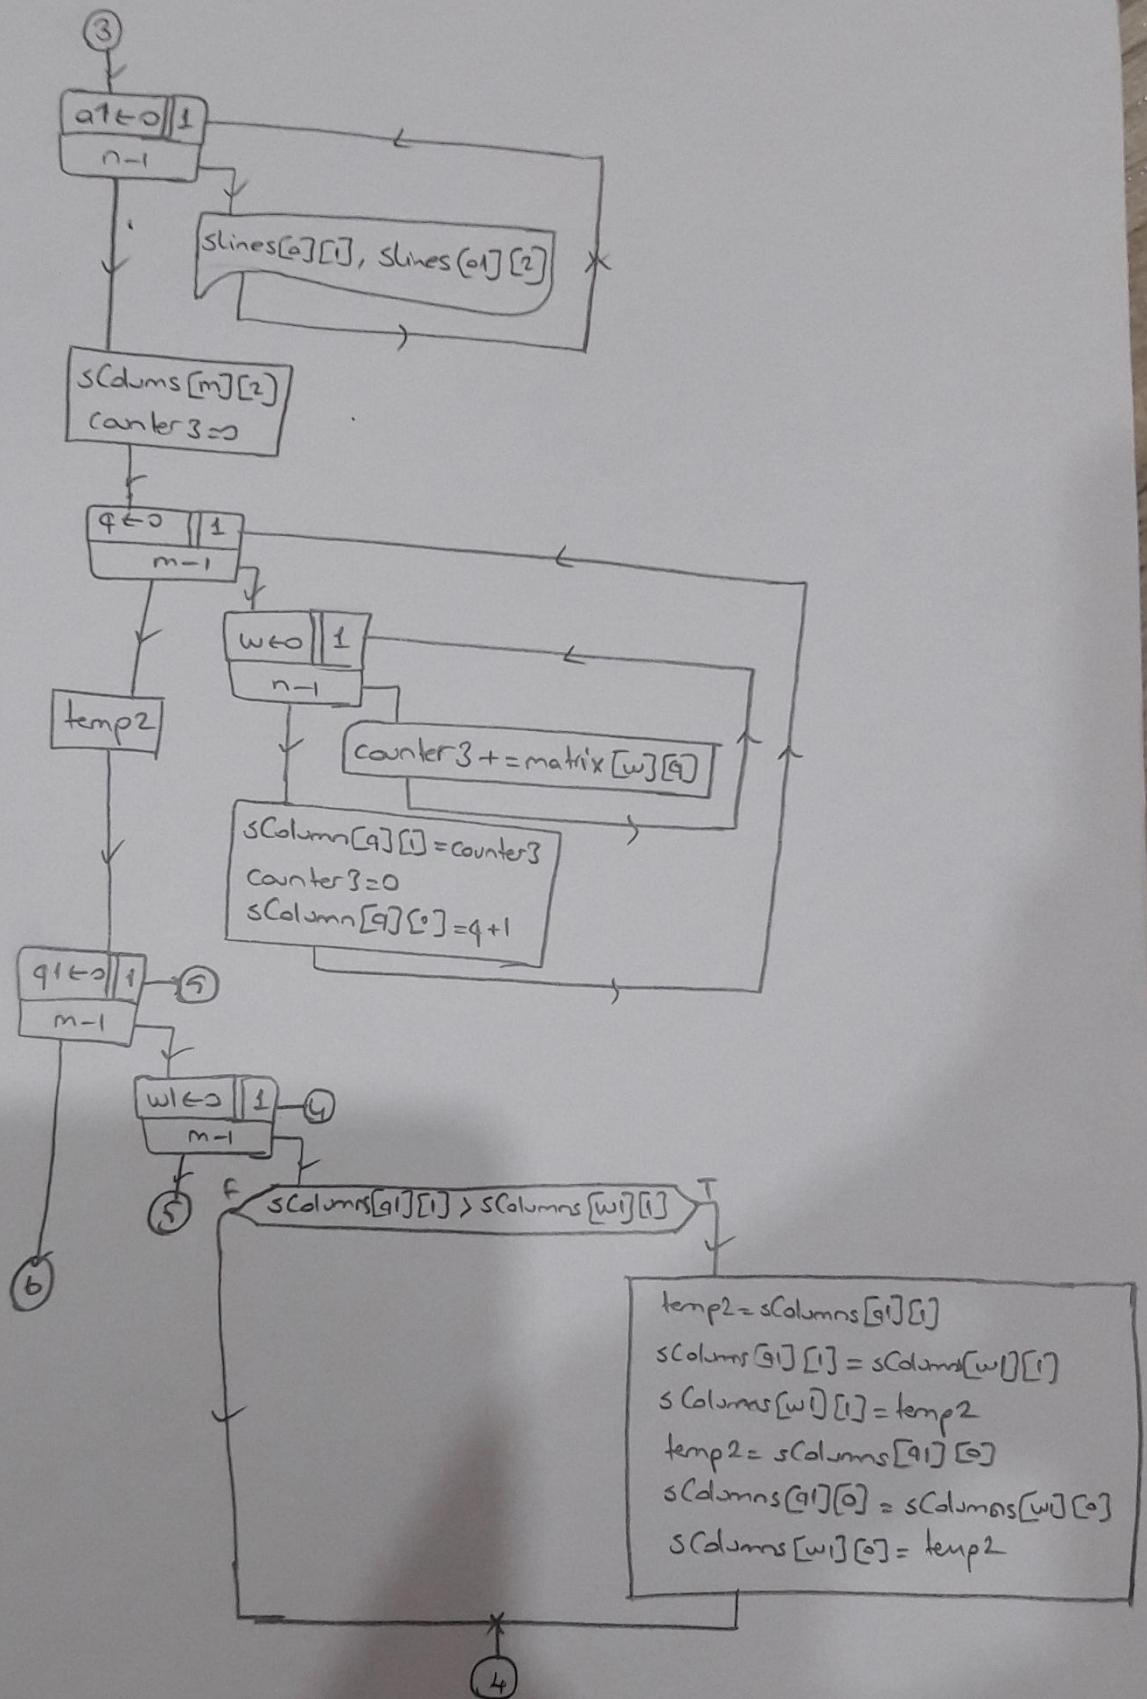 3
a1←0 1
n-1
slines[a][1], slines[a1][2]
sColums[m][2]
counter3=0
q←0 1
m-1
w←0 1
n-1
temp2
counter3+=matrix[w][q]
sColumn[q][1]=counter3
counter3=0
sColumn[q][0]=q+1
q1←0 1 5
m-1
w1←0 1 4
m-1
5
F sColumns[q1][1]>sColumns[w1][1] T
6
temp2=sColumns[q1][1]
sColumns[q1][1]=sColumns[w1][1]
sColumns[w1][1]=temp2
temp2=sColumns[q1][0]
sColumns[q1][0]=sColumns[w1][0]
sColumns[w1][0]=temp2
4